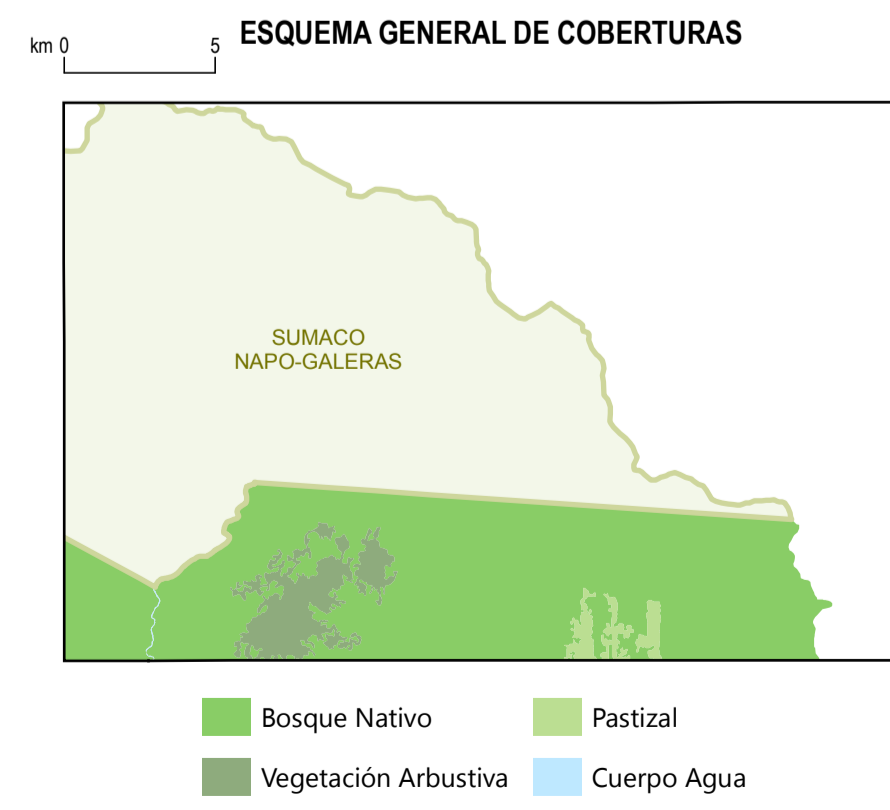 ESQUEMA GENERAL DE COBERTURAS
km 0 5
SUMACO
NAPO-GALERAS
Bosque Nativo
Pastizal
Vegetación Arbustiva
Cuerpo Agua